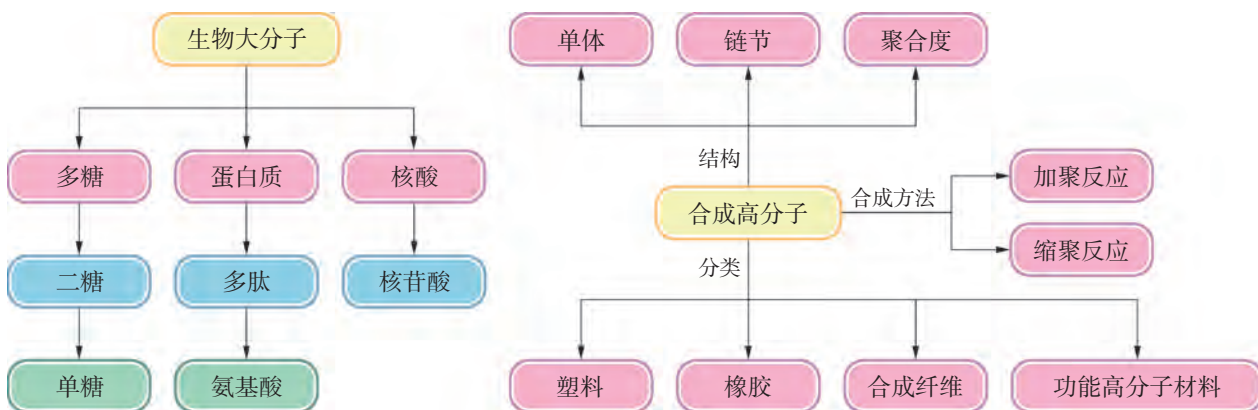 生物大分子
多糖
蛋白质
核酸
二糖
多肽
核苷酸
单糖
氨基酸
单体
链节
聚合度
结构
合成高分子
合成方法
加聚反应
缩聚反应
分类
塑料
橡胶
合成纤维
功能高分子材料